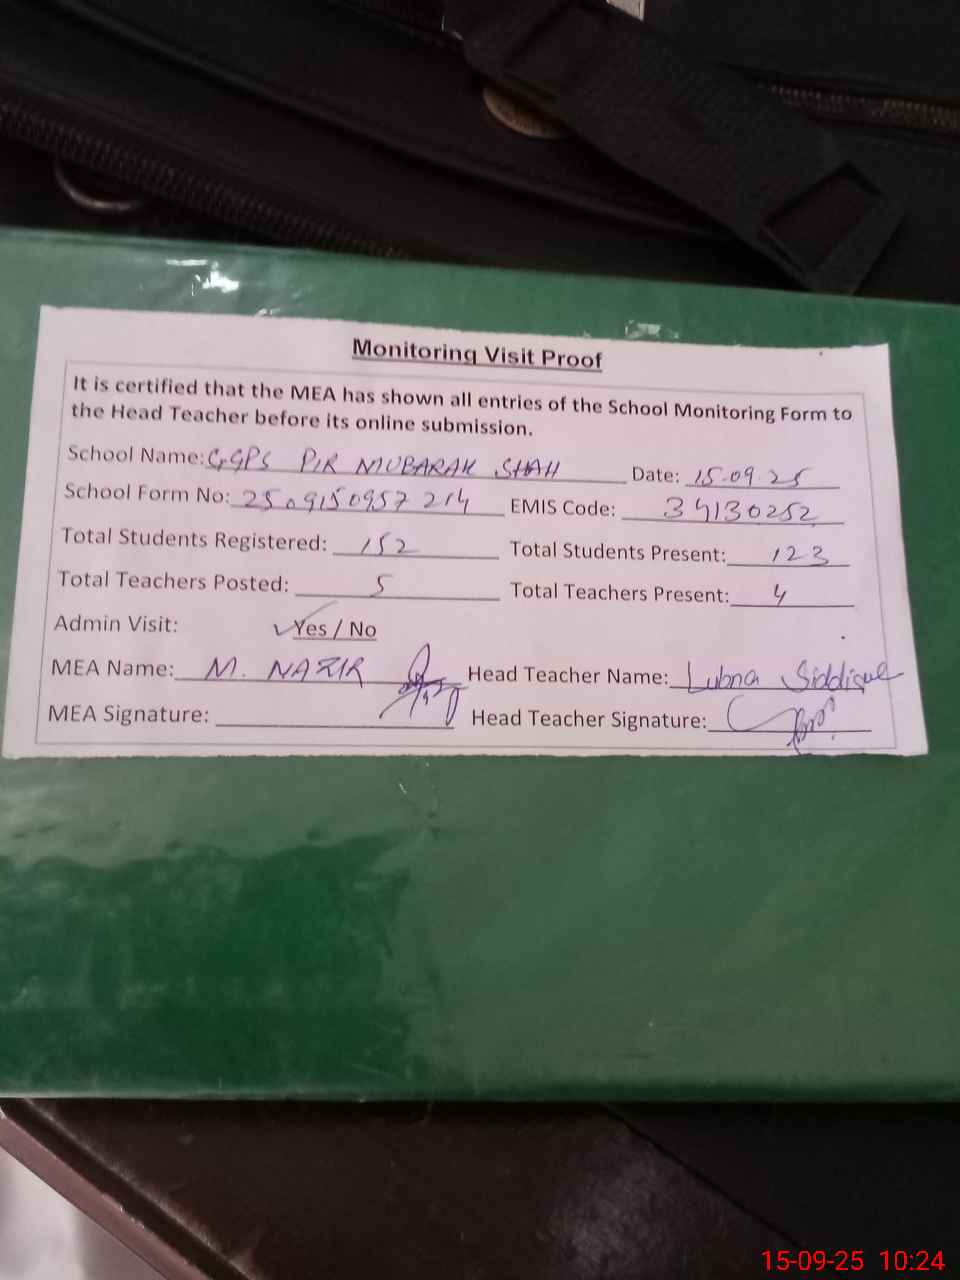 Monitoring Visit Proof
It is certified that the MEA has shown all entries of the School Monitoring Form to
the Head Teacher before its online submission.
School Name: GGPS PIR MUBARAK SHAH Date: 15-09-25
School Form No: 2509150957214 EMIS Code: 34130252
Total Students Registered: 152 Total Students Present: 123
Total Teachers Posted: 5 Total Teachers Present: 4
Admin Visit: ✓Yes / No
MEA Name: M. NAZIR Head Teacher Name: Lubna Siddique
MEA Signature: Head Teacher Signature:
15-09-25 10:24